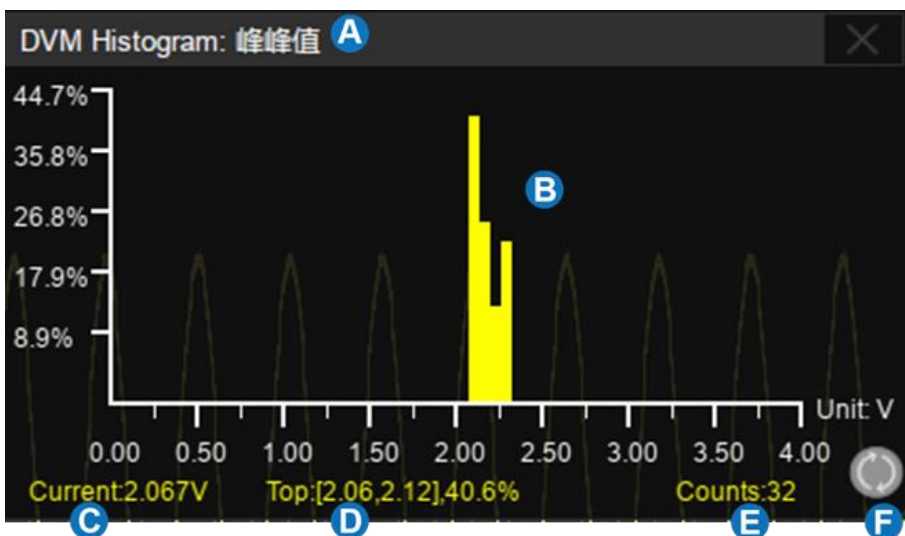 DVM Histogram: 峰峰值 A
44.7%
35.8%
B
26.8%
17.9%
8.9%
Unit: V
0.00 0.50 1.00 1.50 2.00 2.50 3.00 3.50 4.00
Current:2.067V Top:[2.06,2.12],40.6% Counts:32
C D E F